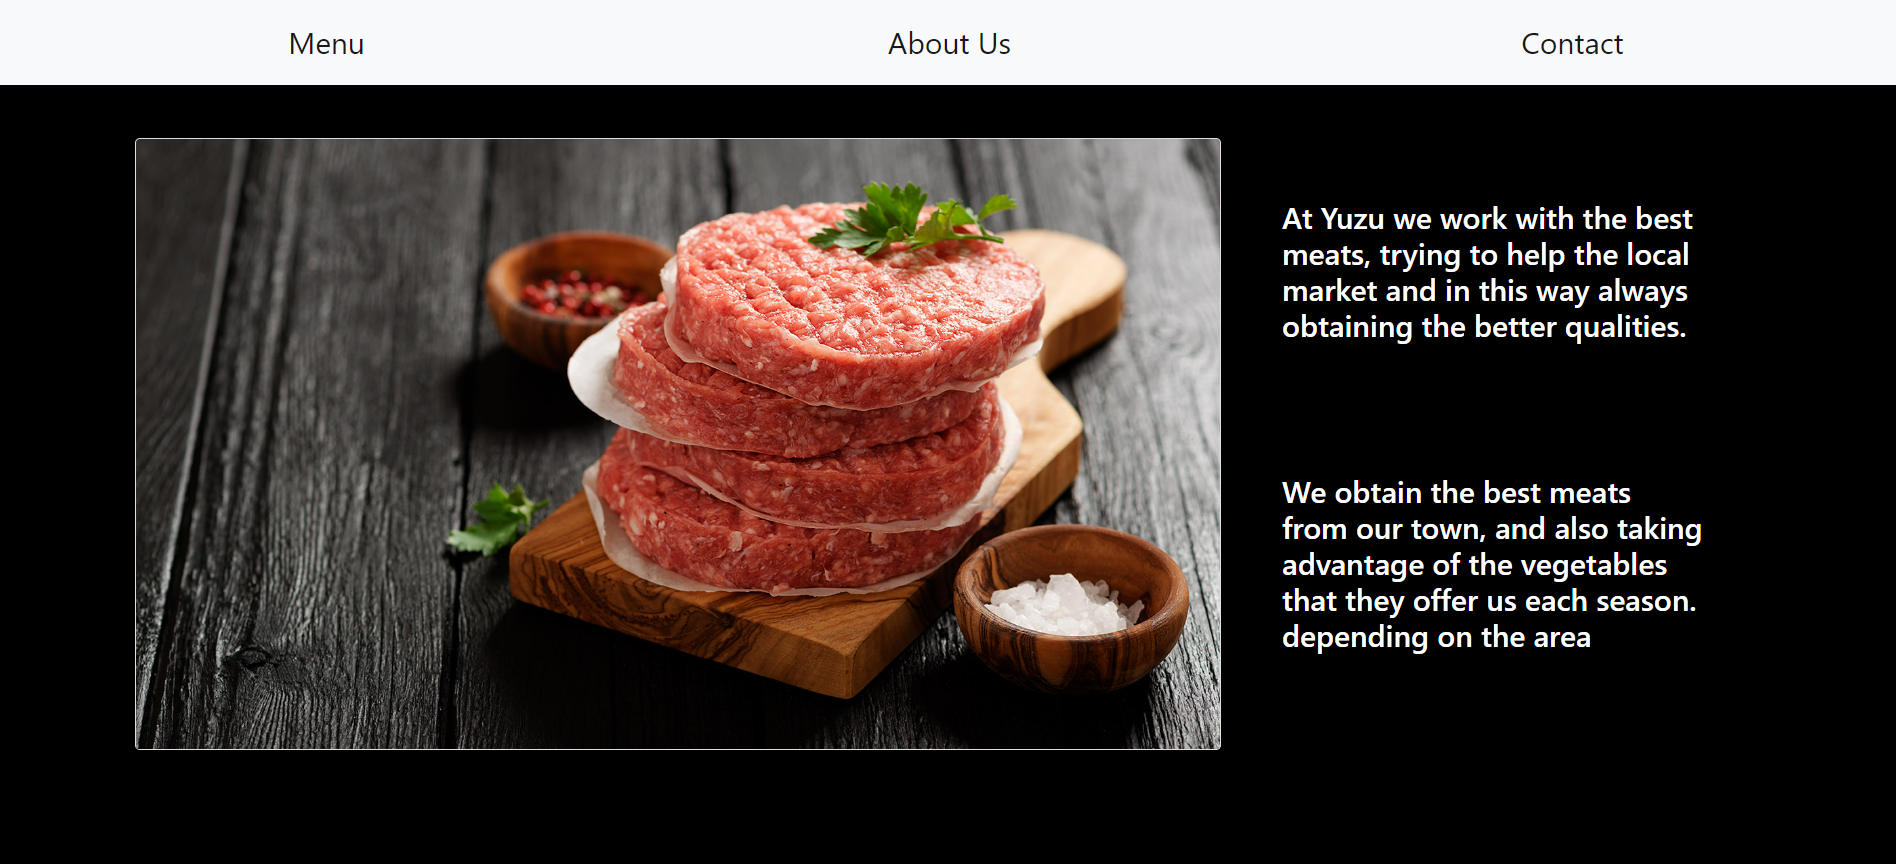 Menu
About Us
Contact
At Yuzu we work with the best
meats, trying to help the local
market and in this way always
obtaining the better qualities.
We obtain the best meats
from our town, and also taking
advantage of the vegetables
that they offer us each season.
depending on the area